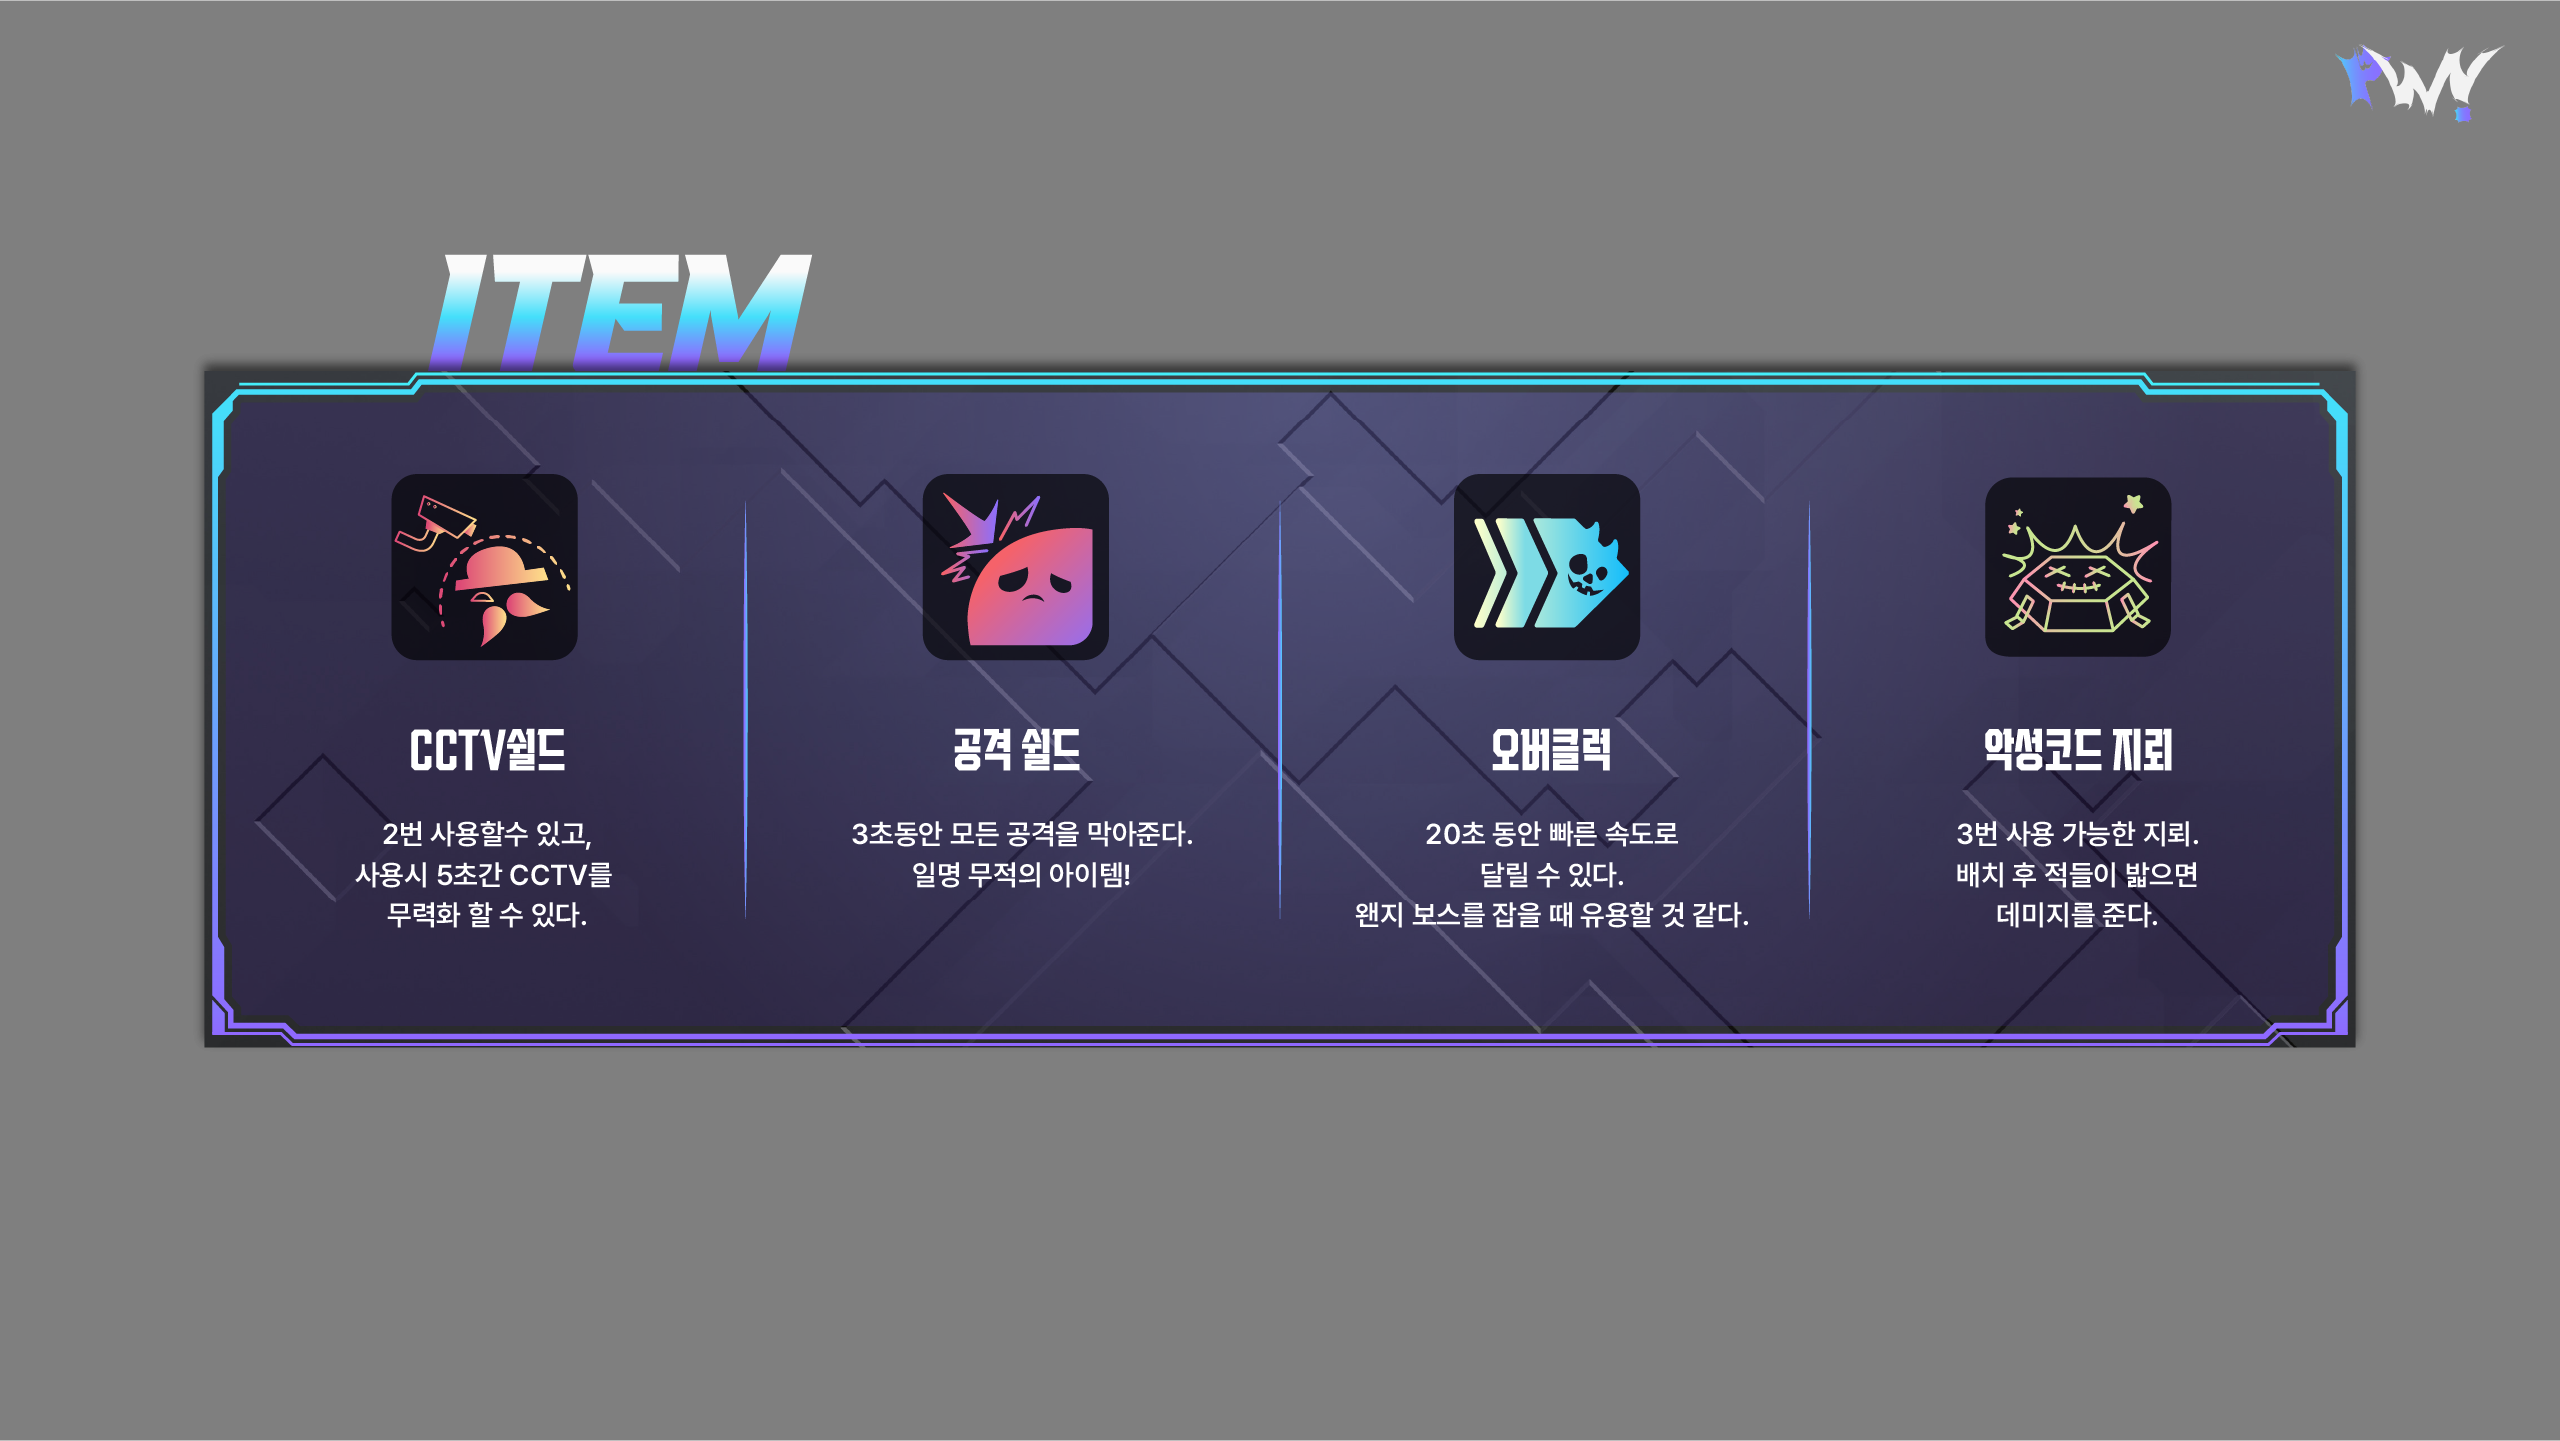 PWN!
ITEM
CCTV쉴드
2번 사용할수 있고,
사용시 5초간 CCTV를
무력화 할 수 있다.
공격 쉴드
3초동안 모든 공격을 막아준다.
일명 무적의 아이템!
오버클럭
20초 동안 빠른 속도로
달릴 수 있다.
왠지 보스를 잡을 때 유용할 것 같다.
악성코드 지뢰
3번 사용 가능한 지뢰.
배치 후 적들이 밟으면
데미지를 준다.